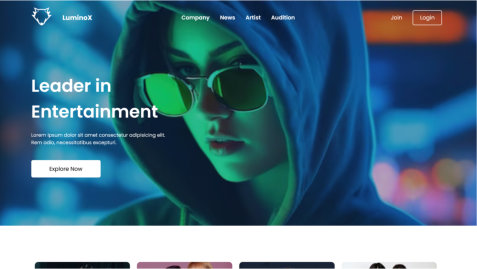 LuminoX
Company News Artist Audition
Join Login
Leader in
Entertainment
Lorem ipsum dolor sit amet consectetur adipisicing elit.
Rem odio, necessitatibus excepturi.
Explore Now